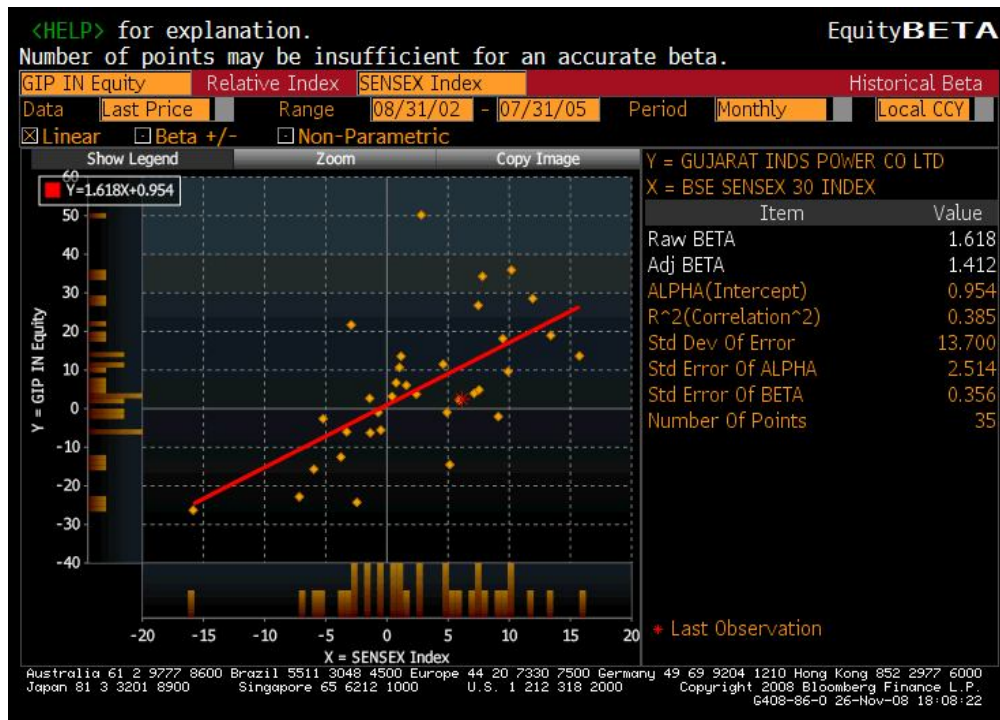 <HELP> for explanation. EquityBETA
Number of points may be insufficient for an accurate beta.
GIP IN Equity Relative Index SENSEX Index Historical Beta
Data Last Price Range 08/31/02 - 07/31/05 Period Monthly Local CCY
Linear Beta +/- Non-Parametric
Show Legend Zoom Copy Image
Y = GUJARAT INDS POWER CO LTD
X = BSE SENSEX 30 INDEX
Item Value
Raw BETA 1.618
Adj BETA 1.412
ALPHA(Intercept) 0.954
R^2(Correlation^2) 0.385
Std Dev Of Error 13.700
Std Error Of ALPHA 2.514
Std Error Of BETA 0.356
Number Of Points 35
* Last Observation
60
Y=1.618X+0.954
50
40
30
20
10
0
-10
-20
-30
-40
Y = GIP IN Equity
-20 -15 -10 -5 0 5 10 15 20
X = SENSEX Index
Australia 61 2 9777 8600 Brazil 5511 3048 4500 Europe 44 20 7330 7500 Germany 49 69 9204 1210 Hong Kong 852 2977 6000
Japan 81 3 3201 8900 Singapore 65 6212 1000 U.S. 1 212 318 2000 Copyright 2008 Bloomberg Finance L.P.
G408-86-0 26-Nov-08 18:08:22